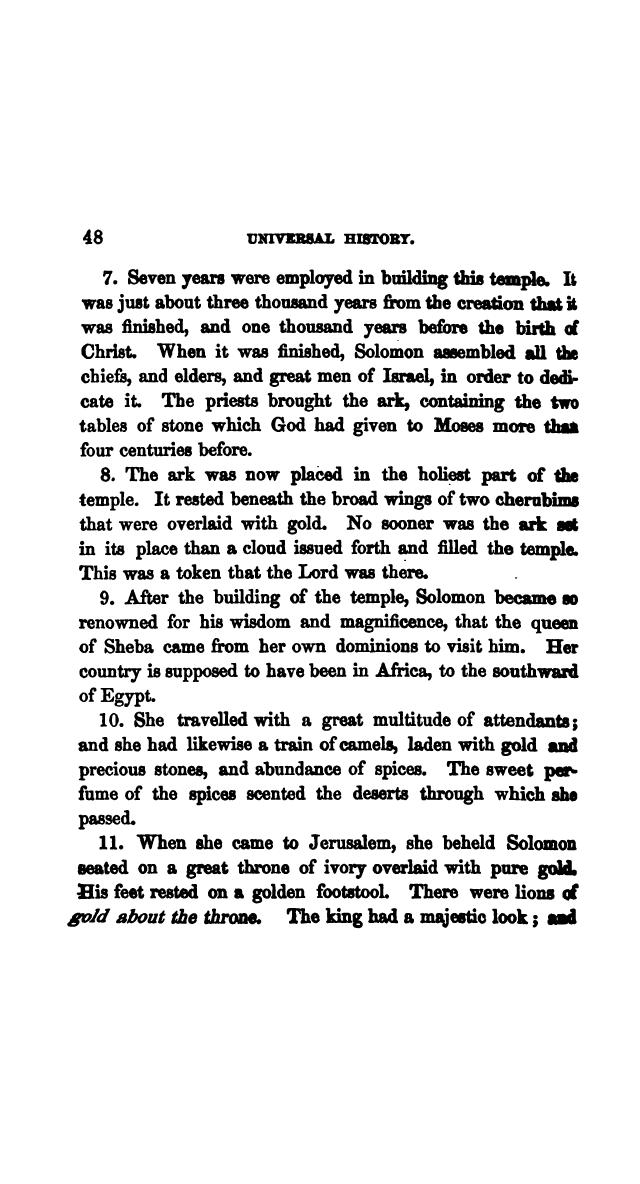 48 UNIVERSAL HISTORY.
7. Seven years were employed in building this temple. It
was just about three thousand years from the creation that it
was finished, and one thousand years before the birth of
Christ. When it was finished, Solomon assembled all the
chiefs, and elders, and great men of Israel, in order to dedi-
cate it. The priests brought the ark, containing the two
tables of stone which God had given to Moses more than
four centuries before.
8. The ark was now placed in the holiest part of the
temple. It rested beneath the broad wings of two cherubims
that were overlaid with gold. No sooner was the ark set
in its place than a cloud issued forth and filled the temple.
This was a token that the Lord was there.
9. After the building of the temple, Solomon became so
renowned for his wisdom and magnificence, that the queen
of Sheba came from her own dominions to visit him. Her
country is supposed to have been in Africa, to the southward
of Egypt.
10. She travelled with a great multitude of attendants;
and she had likewise a train of camels, laden with gold and
precious stones, and abundance of spices. The sweet per-
fume of the spices scented the deserts through which she
passed.
11. When she came to Jerusalem, she beheld Solomon
seated on a great throne of ivory overlaid with pure gold.
His feet rested on a golden footstool. There were lions of
gold about the throne. The king had a majestic look; and